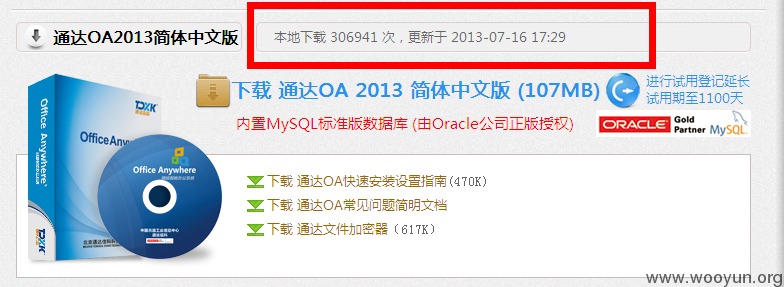 通达OA2013简体中文版
本地下载 306941 次，更新于 2013-07-16 17:29
下载 通达OA 2013 简体中文版 (107MB)
进行试用登记延长
试用期至1100天
内置MySQL标准版数据库 (由Oracle公司正版授权)
ORACLE Gold Partner MySQL
TDXK
Office Anywhere
Office Anywhere
下载 通达OA快速安装设置指南(470K)
下载 通达OA常见问题简明文档
下载 通达文件加密器（617K）
www.wooyun.org